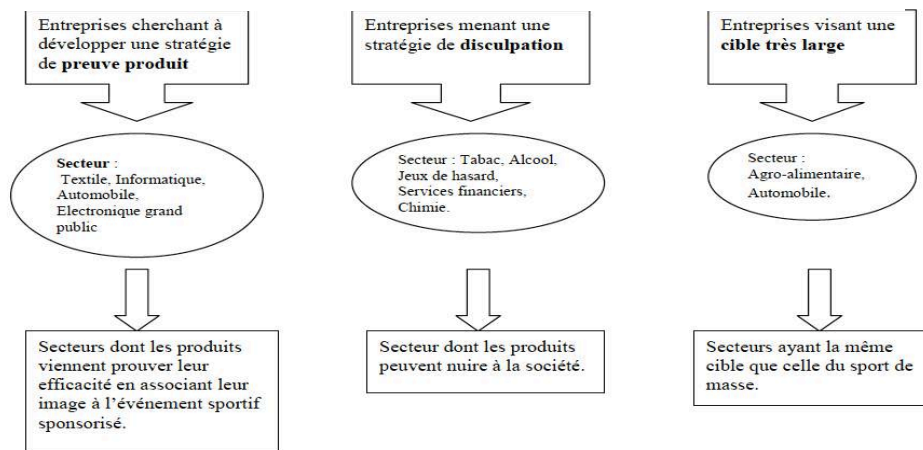 Entreprises cherchant à
développer une stratégie
de preuve produit
Secteur :
Textile, Informatique,
Automobile,
Electronique grand
public
Secteurs dont les produits
viennent prouver leur
efficacité en associant leur
image à l'événement sportif
sponsorisé.
Entreprises menant une
stratégie de disculpation
Secteur : Tabac, Alcool,
Jeux de hasard,
Services financiers,
Chimie.
Secteur dont les produits
peuvent nuire à la société.
Entreprises visant une
cible très large
Secteur :
Agro-alimentaire,
Automobile.
Secteurs ayant la même
cible que celle du sport de
masse.